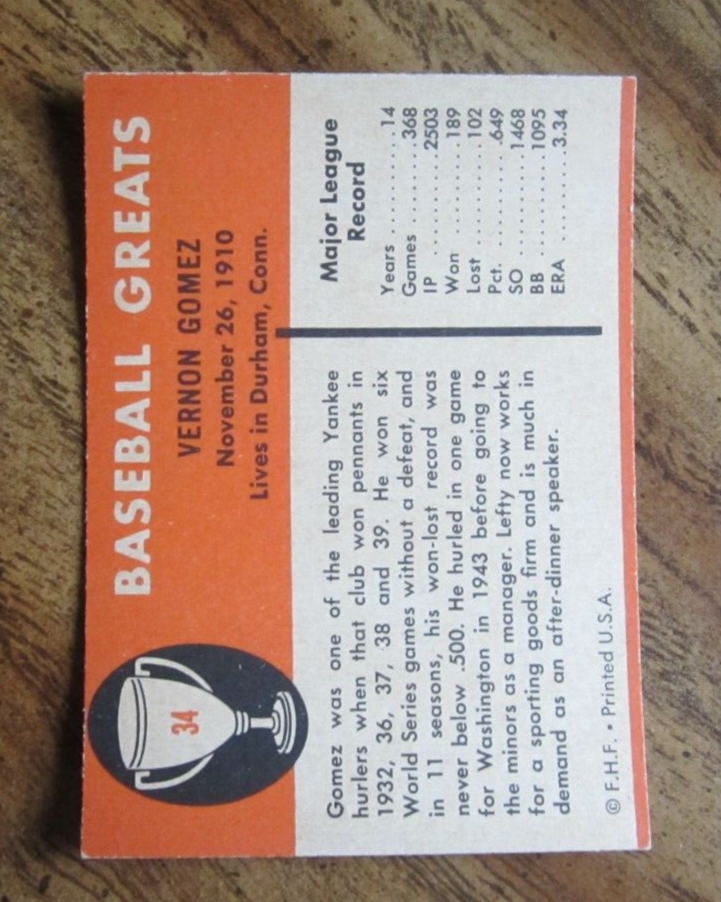 BASEBALL GREATS
34
VERNON GOMEZ
November 26, 1910
Lives in Durham, Conn.
Gomez was one of the leading Yankee
hurlers when that club won pennants in
1932, 36, 37, 38 and 39. He won six
World Series games without a defeat, and
in 11 seasons, his won-lost record was
never below .500. He hurled in one game
for Washington in 1943 before going to
the minors as a manager. Lefty now works
for a sporting goods firm and is much in
demand as an after-dinner speaker.
© F.H.F. • Printed U.S.A.
Major League
Record
Years ........... 14
Games ........ 368
IP ........... 2503
Won ......... 189
Lost .......... 102
Pct. .......... .649
SO .......... 1468
BB .......... 1095
ERA ......... 3.34